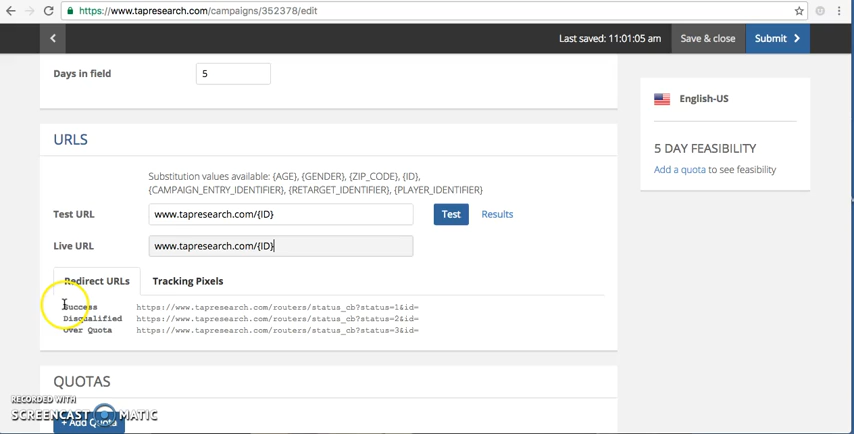 https://www.tapresearch.com/campaigns/352378/edit
Last saved: 11:01:05 am
Save & close
Submit
Days in field
5
English-US
URLS
5 DAY FEASIBILITY
Add a quota to see feasibility
Substitution values available: {AGE}, {GENDER}, {ZIP_CODE}, {ID},
{CAMPAIGN_ENTRY_IDENTIFIER}, {RETARGET_IDENTIFIER}, {PLAYER_IDENTIFIER}
Test URL
www.tapresearch.com/{ID}
Test
Results
Live URL
www.tapresearch.com/{ID}
Redirect URLs
Tracking Pixels
Success https://www.tapresearch.com/routers/status_cb?status=1&id=
Disqualified https://www.tapresearch.com/routers/status_cb?status=2&id=
Over Quota https://www.tapresearch.com/routers/status_cb?status=3&id=
QUOTAS
RECORDED WITH
SCREENCAST MATIC
+ Add Quota